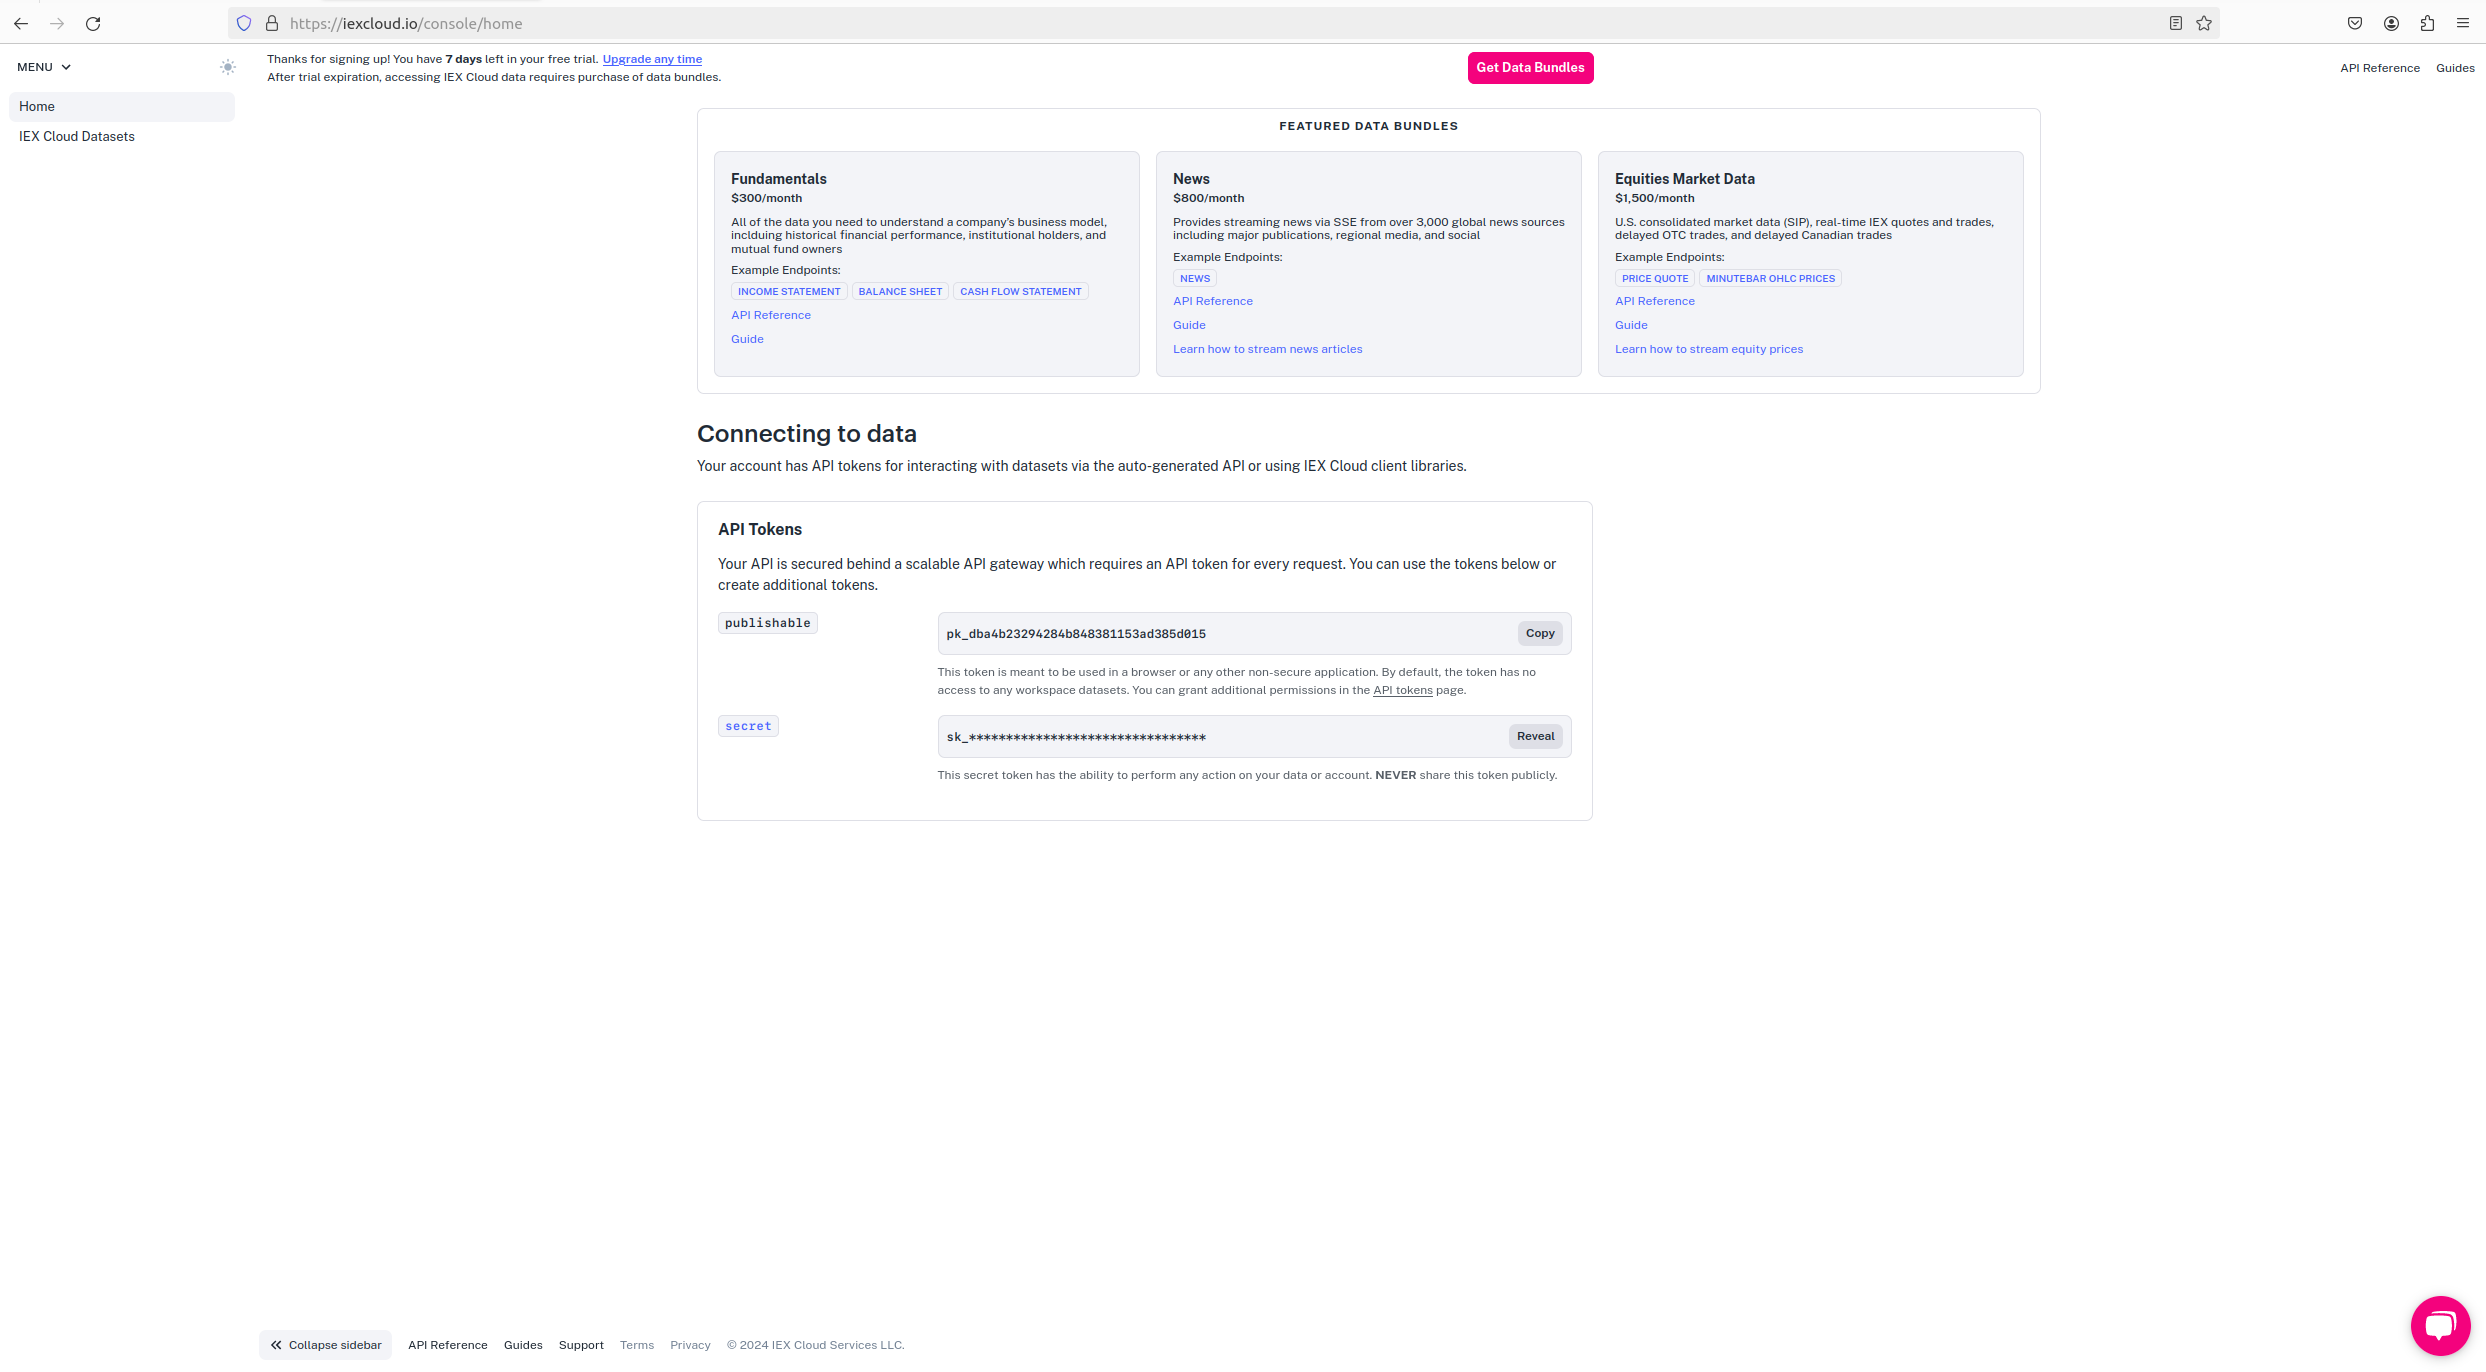 https://iexcloud.io/console/home
MENU
Thanks for signing up! You have 7 days left in your free trial. Upgrade any time
After trial expiration, accessing IEX Cloud data requires purchase of data bundles.
Get Data Bundles
API Reference Guides
Home
IEX Cloud Datasets
FEATURED DATA BUNDLES
Fundamentals
$300/month
All of the data you need to understand a company's business model,
inclduing historical financial performance, institutional holders, and
mutual fund owners
Example Endpoints:
INCOME STATEMENT BALANCE SHEET CASH FLOW STATEMENT
API Reference
Guide
News
$800/month
Provides streaming news via SSE from over 3,000 global news sources
including major publications, regional media, and social
Example Endpoints:
NEWS
API Reference
Guide
Learn how to stream news articles
Equities Market Data
$1,500/month
U.S. consolidated market data (SIP), real-time IEX quotes and trades,
delayed OTC trades, and delayed Canadian trades
Example Endpoints:
PRICE QUOTE MINUTEBAR OHLC PRICES
API Reference
Guide
Learn how to stream equity prices
Connecting to data
Your account has API tokens for interacting with datasets via the auto-generated API or using IEX Cloud client libraries.
API Tokens
Your API is secured behind a scalable API gateway which requires an API token for every request. You can use the tokens below or
create additional tokens.
publishable
pk_dba4b23294284b848381153ad385d015
Copy
This token is meant to be used in a browser or any other non-secure application. By default, the token has no
access to any workspace datasets. You can grant additional permissions in the API tokens page.
secret
sk_********************************
Reveal
This secret token has the ability to perform any action on your data or account. NEVER share this token publicly.
Collapse sidebar API Reference Guides Support Terms Privacy © 2024 IEX Cloud Services LLC.